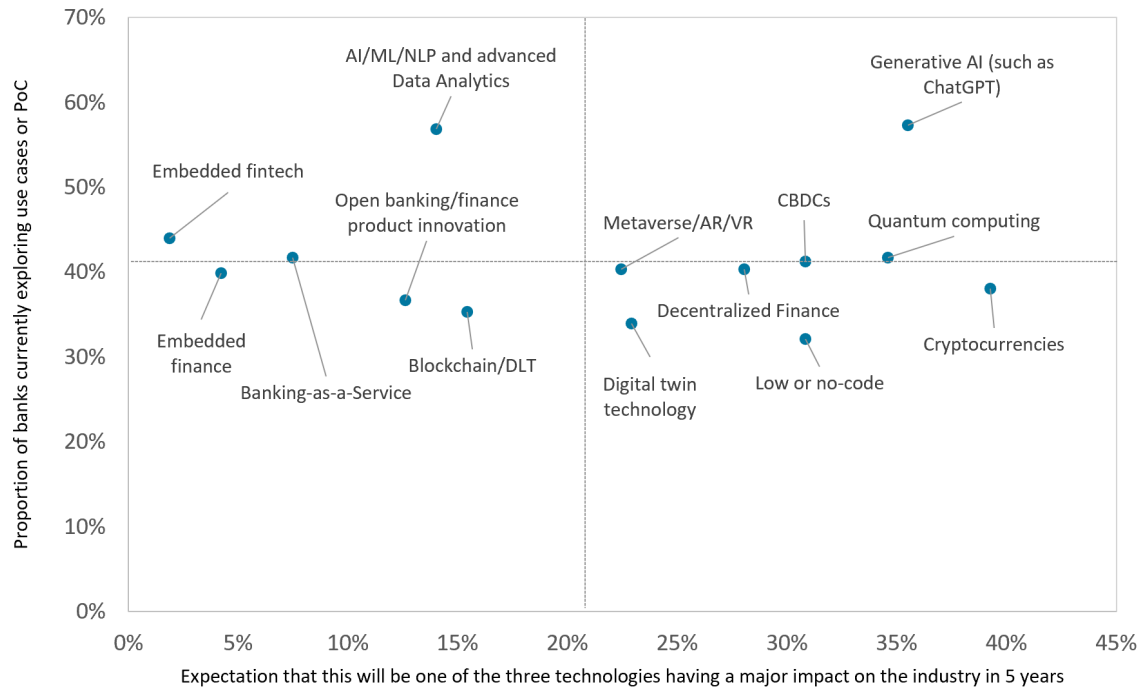 70%
AI/ML/NLP and advanced
Data Analytics
Generative AI (such as
ChatGPT)
60%
Embedded fintech
50%
Open banking/finance
product innovation
CBDCs
Metaverse/AR/VR
Quantum computing
40%
Decentralized Finance
Embedded
finance
Cryptocurrencies
Blockchain/DLT
30%
Banking-as-a-Service
Digital twin
technology
Low or no-code
20%
10%
0%
0%
5%
10%
15%
20%
25%
30%
35%
40%
45%
Proportion of banks currently exploring use cases or PoC
Expectation that this will be one of the three technologies having a major impact on the industry in 5 years